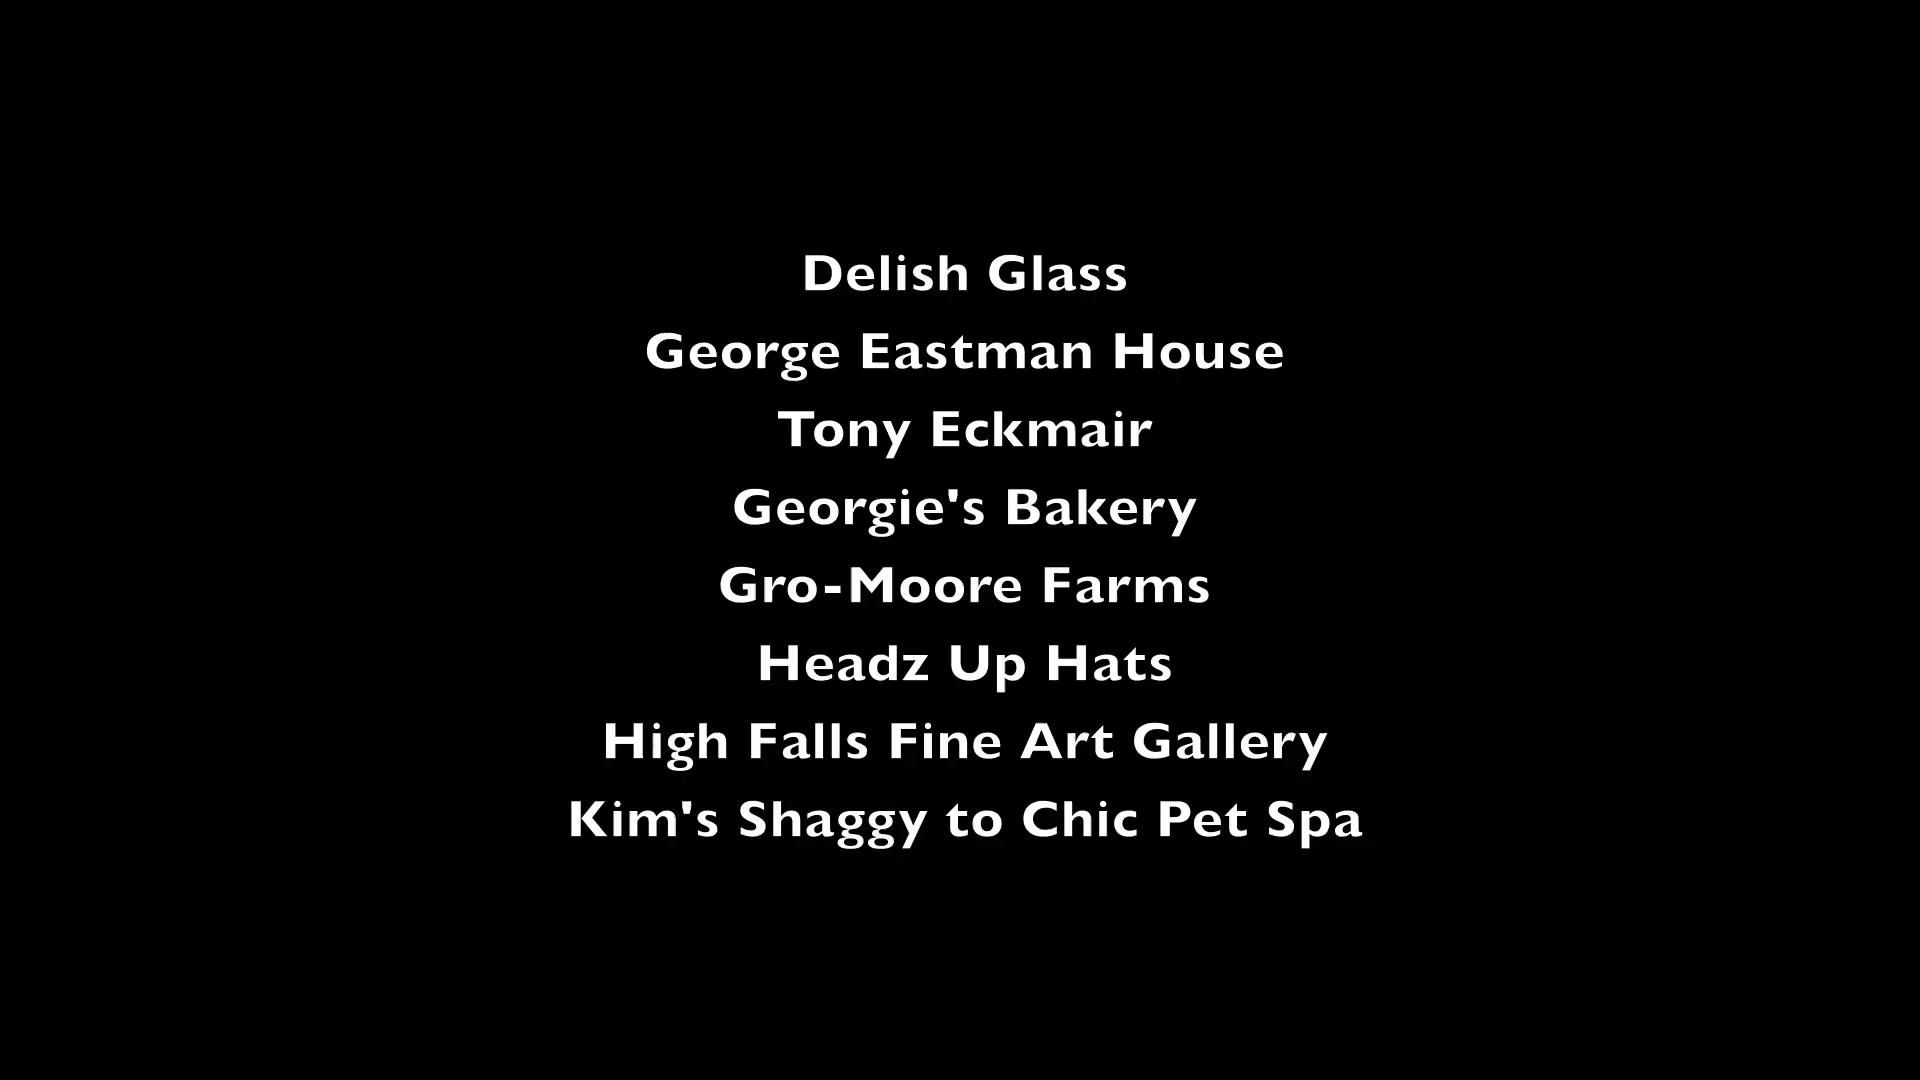 Delish Glass
George Eastman House
Tony Eckmair
Georgie's Bakery
Gro-Moore Farms
Headz Up Hats
High Falls Fine Art Gallery
Kim's Shaggy to Chic Pet Spa